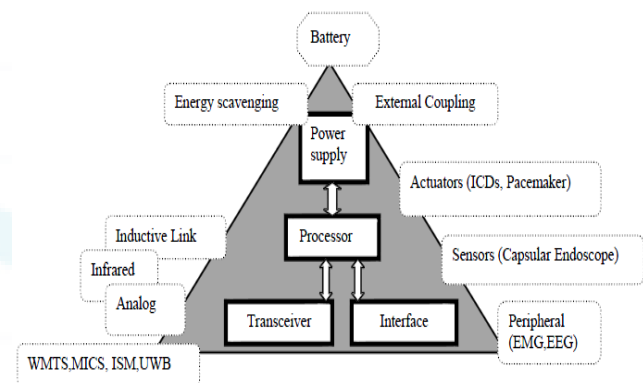 Battery
Energy scavenging
External Coupling
Power
supply
Actuators (ICDs, Pacemaker)
Inductive Link
Processor
Sensors (Capsular Endoscope)
Infrared
Analog
Transceiver
Interface
Peripheral
(EMG,EEG)
WMTS,MICS, ISM,UWB